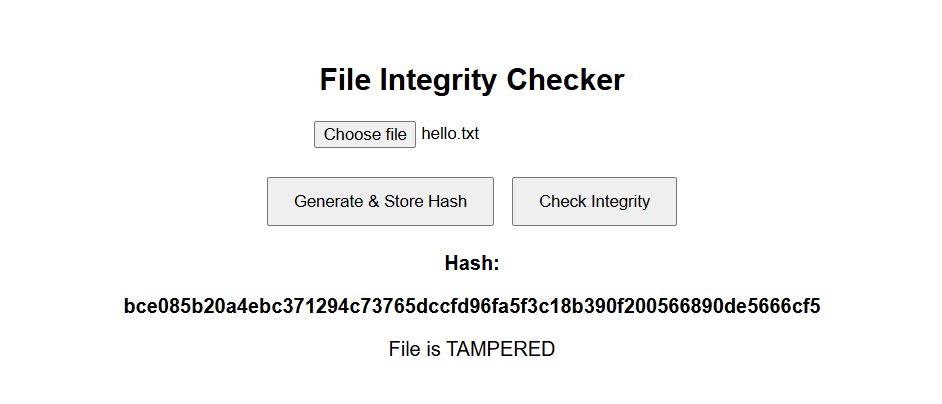 File Integrity Checker
Choose file hello.txt
Generate & Store Hash Check Integrity
Hash:
bce085b20a4ebc371294c73765dccfd96fa5f3c18b390f200566890de5666cf5
File is TAMPERED